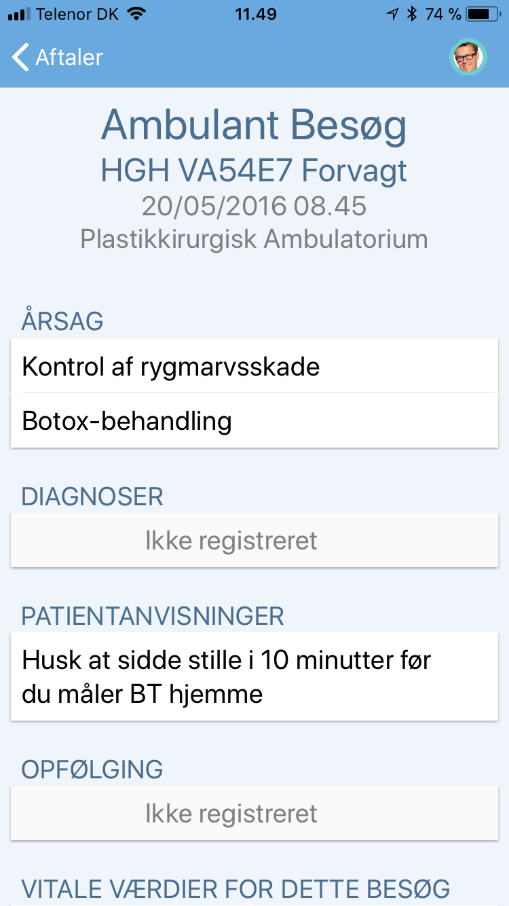 Telenor DK 11.49 74 %
Aftaler
Ambulant Besøg
HGH VA54E7 Forvagt
20/05/2016 08.45
Plastikkirurgisk Ambulatorium
ÅRSAG
Kontrol af rygmarvsskade
Botox-behandling
DIAGNOSER
Ikke registreret
PATIENTANVISNINGER
Husk at sidde stille i 10 minutter før
du måler BT hjemme
OPFØLGING
Ikke registreret
VITALE VÆRDIER FOR DETTE BESØG